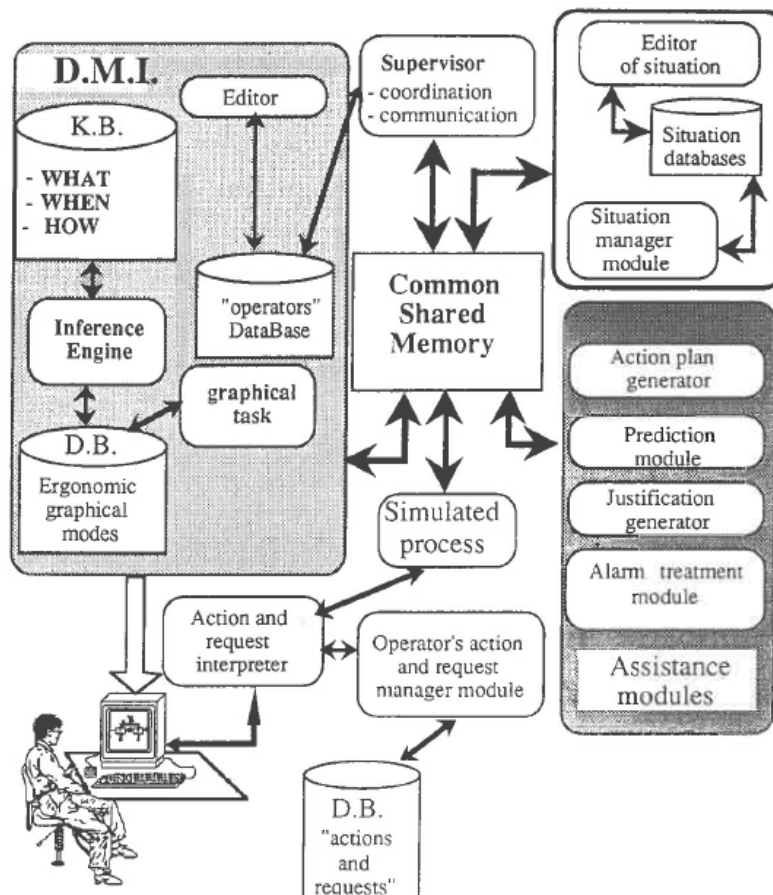 D.M.I.
Editor
K.B.
- WHAT
- WHEN
- HOW
Inference
Engine
"operators"
DataBase
graphical
task
D.B.
Ergonomic
graphical
modes
Supervisor
- coordination
- communication
Common
Shared
Memory
Editor
of situation
Situation
databases
Situation
manager
module
Action plan
generator
Prediction
module
Justification
generator
Alarm treatment
module
Assistance
modules
Simulated
process
Action and
request
interpreter
Operator's action
and request
manager module
D.B.
"actions
and
requests"